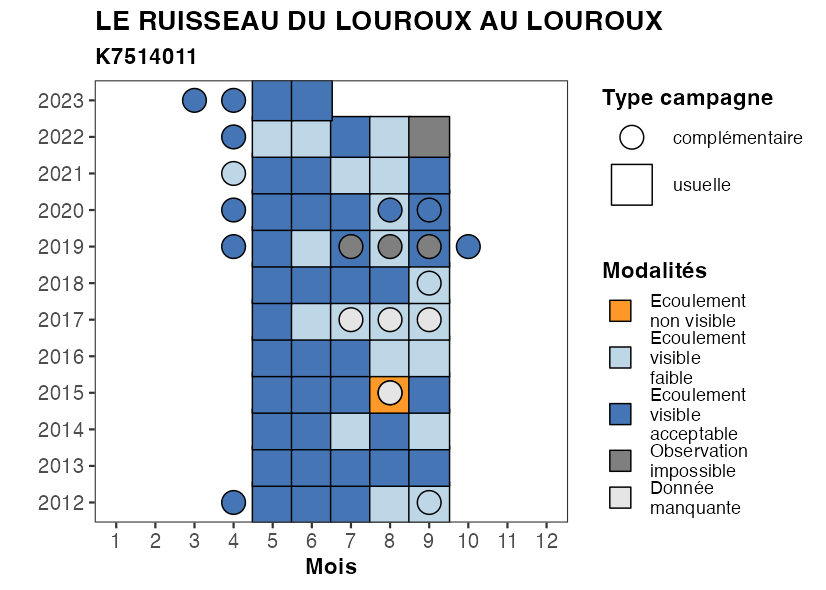 LE RUISSEAU DU LOUROUX AU LOUROUX
K7514011
2023
2022
2021
2020
2019
2018
2017
2016
2015
2014
2013
2012
1 2 3 4 5 6 7 8 9 10 11 12
Mois
Type campagne
complémentaire
usuelle
Modalités
Ecoulement
non visible
Ecoulement
visible
faible
Ecoulement
visible
acceptable
Observation
impossible
Donnée
manquante